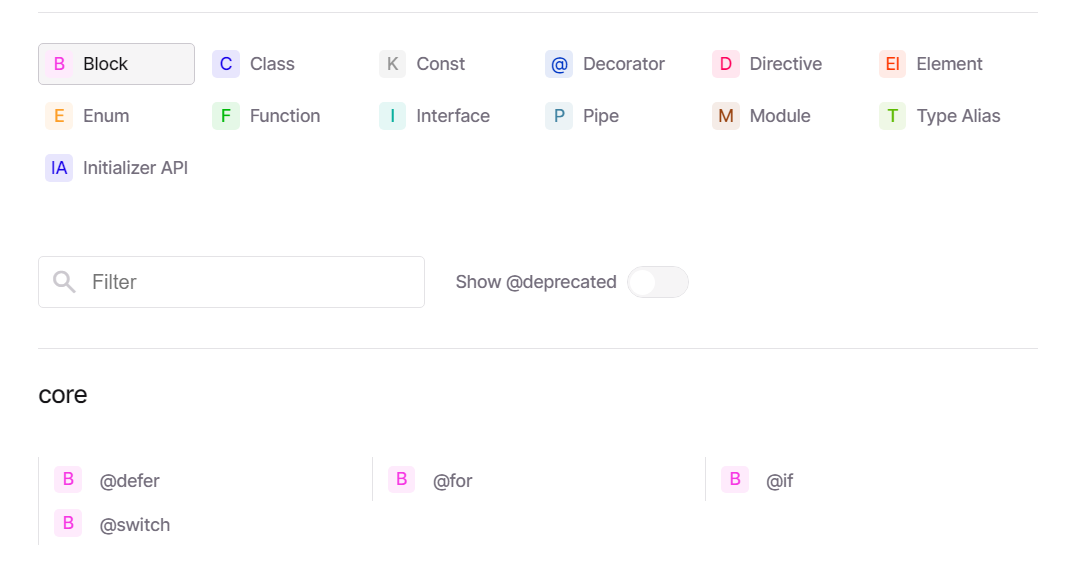 B Block C Class K Const @ Decorator D Directive El Element
E Enum F Function I Interface P Pipe M Module T Type Alias
IA Initializer API
Filter Show @deprecated
core
B @defer B @for B @if
B @switch